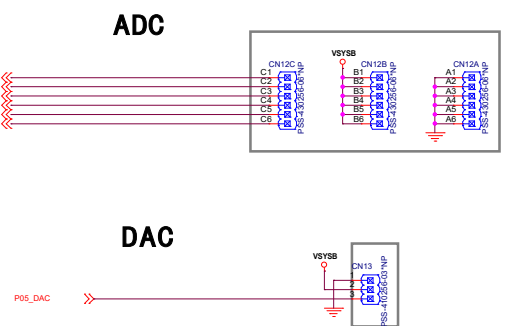 ADC
CN12C
VSYSB
CN12B
CN12A
C1
C2
C3
C4
C5
C6
PSS-430256-06*NP
B1
B2
B3
B4
B5
B6
PSS-430256-06*NP
A1
A2
A3
A4
A5
A6
PSS-430256-06*NP
DAC
VSYSB
CN13
1
2
3
PSS-410256-03*NP
P05_DAC